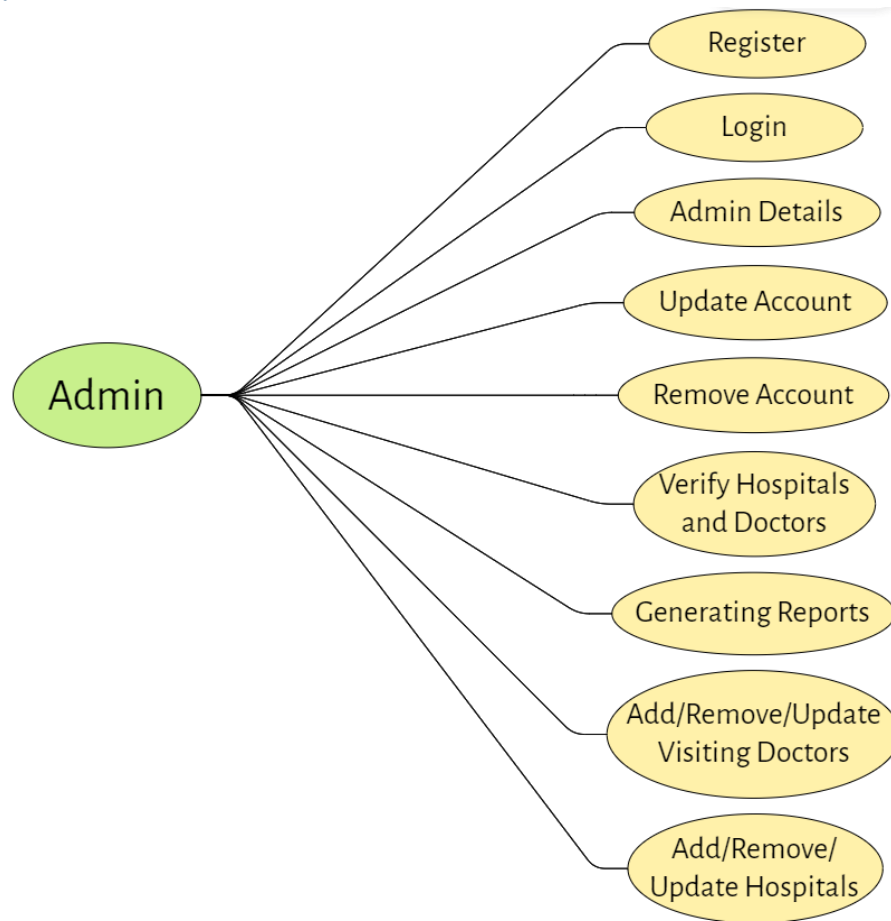 Register
Login
Admin Details
Update Account
Admin
Remove Account
Verify Hospitals
and Doctors
Generating Reports
Add/Remove/Update
Visiting Doctors
Add/Remove/
Update Hospitals